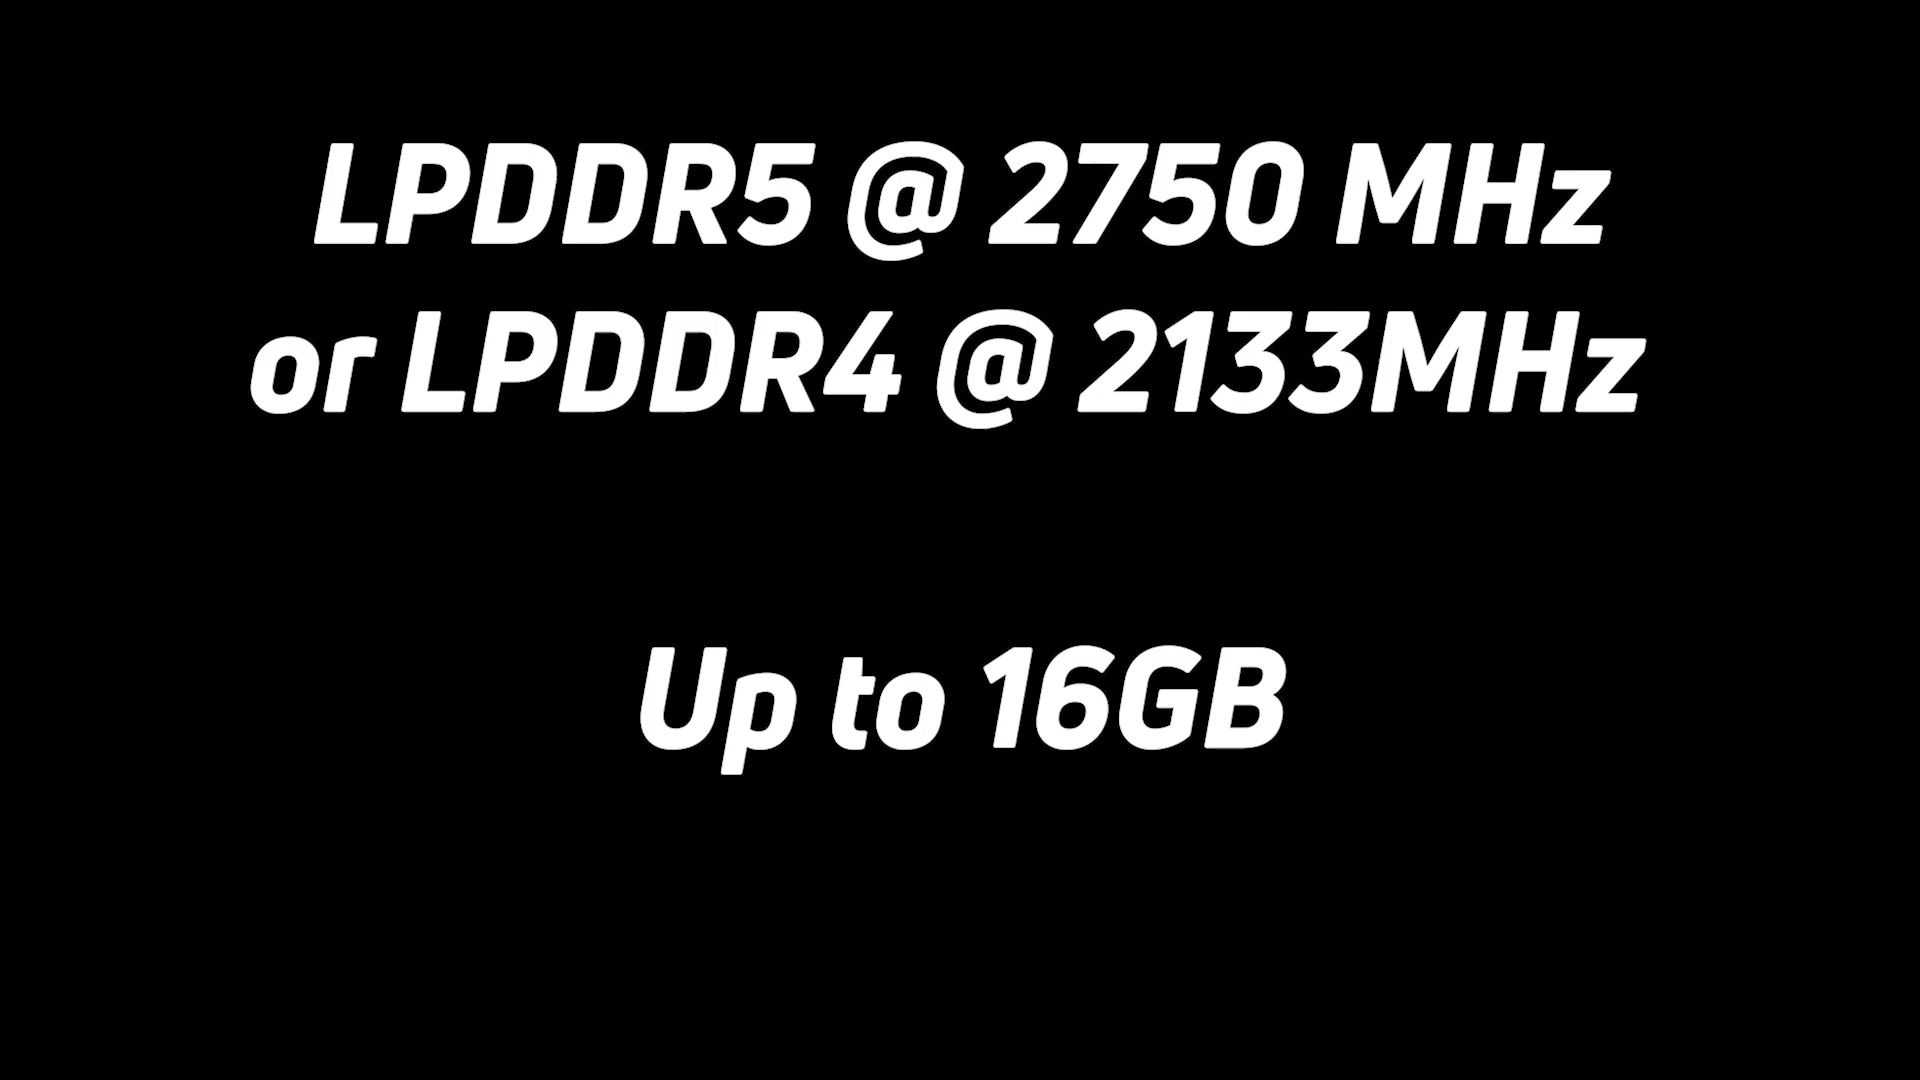 LPDDR5 @ 2750 MHz
or LPDDR4 @ 2133MHz
Up to 16GB